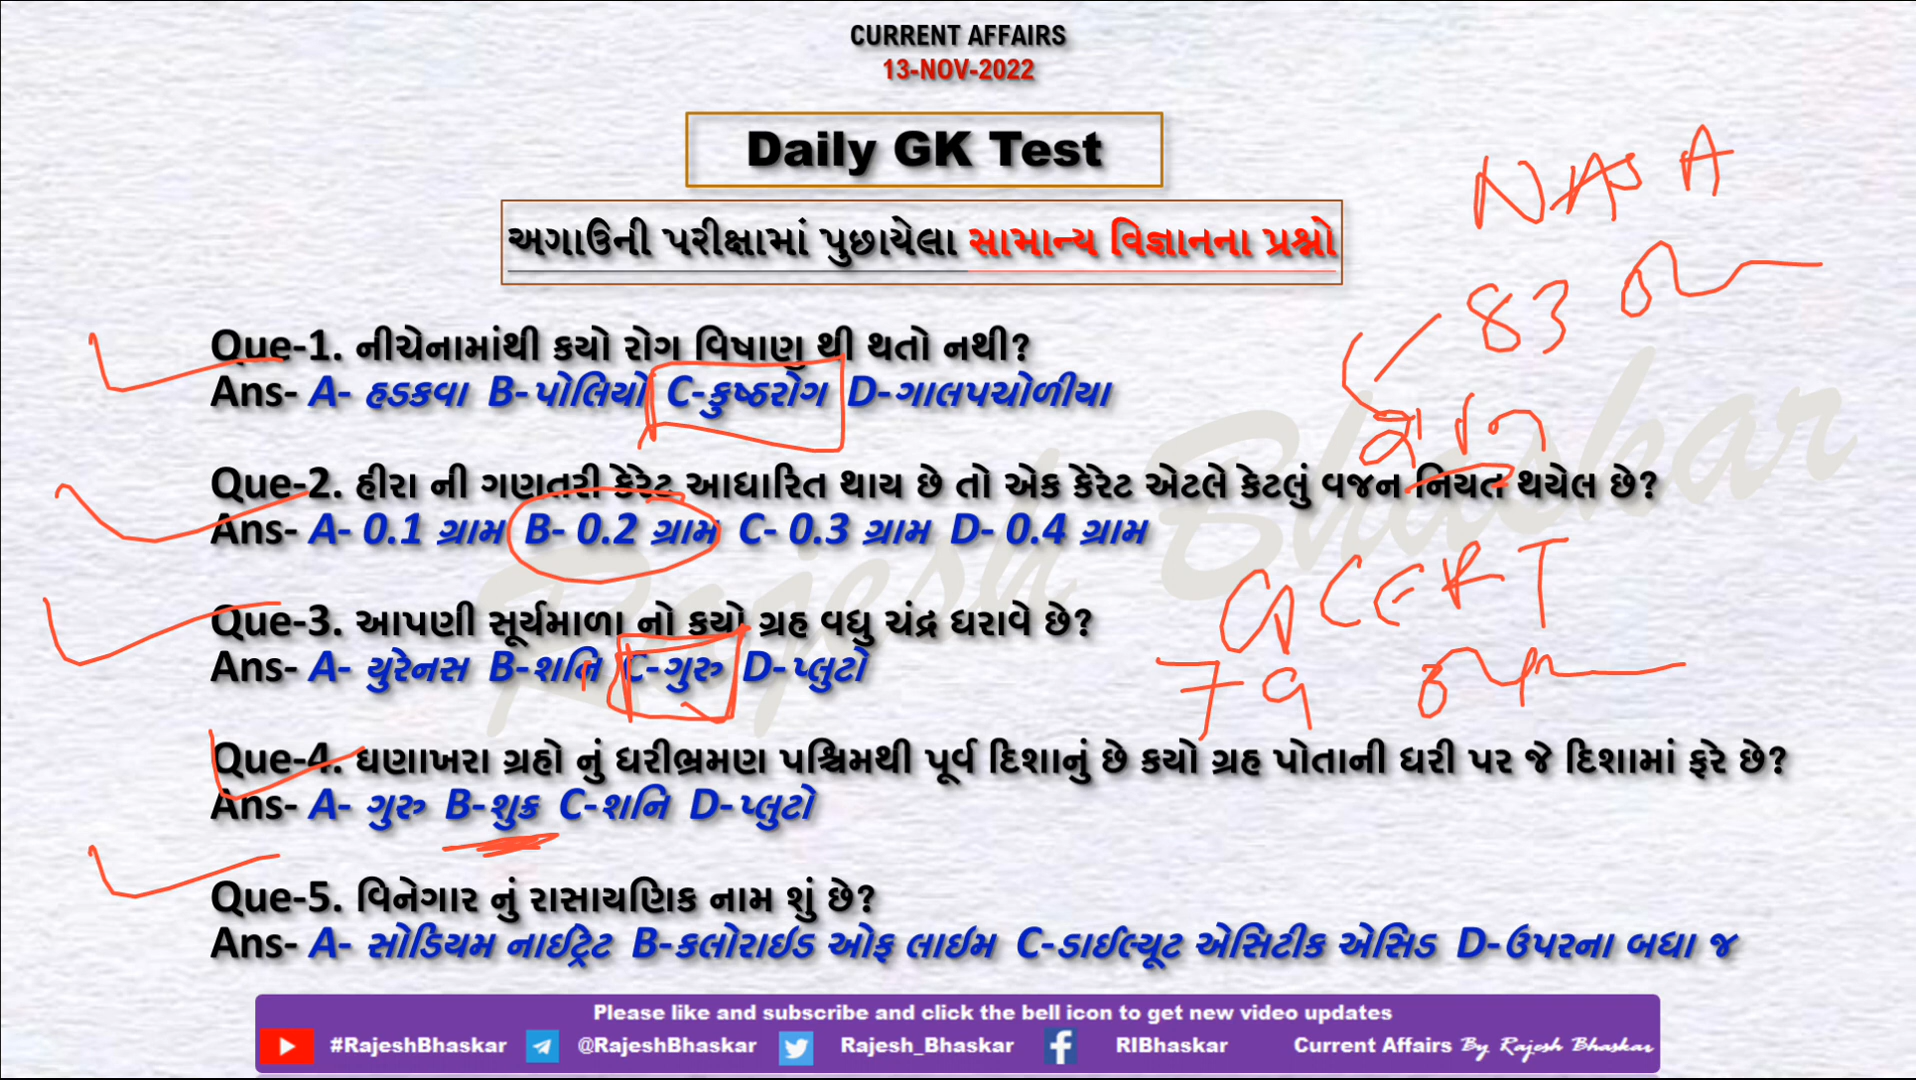 CURRENT AFFAIRS
13-NOV-2022
Daily GK Test
અગાઉની પરીક્ષામાં પુછાયેલા સામાન્ય વિજ્ઞાનના પ્રશ્નો
NASA
83
Que-1. નીચેનામાંથી કયો રોગ વિષાણુ થી થતો નથી?
Ans- A- હડકવા B-પોલિયો C-કુષ્ઠરોગ D-ગાલપચોળીયા
Que-2. હીરા ની ગણતરી કેરેટ આધારિત થાય છે તો એક કેરેટ એટલે કેટલું વજન નિયત થયેલ છે?
Ans- A- 0.1 ગ્રામ B- 0.2 ગ્રામ C- 0.3 ગ્રામ D- 0.4 ગ્રામ
Rajesh Bhaskar
Que-3. આપણી સૂર્યમાળા નો કયો ગ્રહ વધુ ચંદ્ર ધરાવે છે?
Ans- A- યુરેનસ B-શનિ C-ગુરુ D-પ્લુટો
79
Que-4. ઘણાખરા ગ્રહો નું ધરીભ્રમણ પશ્ચિમથી પૂર્વ દિશાનું છે કયો ગ્રહ પોતાની ધરી પર જે દિશામાં ફરે છે?
Ans- A- ગુરુ B-શુક્ર C-શનિ D-પ્લુટો
Que-5. વિનેગાર નું રાસાયણિક નામ શું છે?
Ans- A- સોડિયમ નાઈટ્રેટ B-કલોરાઈડ ઓફ લાઈમ C-ડાઈલ્યૂટ એસિટીક એસિડ D-ઉપરના બધા જ
Please like and subscribe and click the bell icon to get new video updates
#RajeshBhaskar @RajeshBhaskar Rajesh_Bhaskar RIBhaskar Current Affairs By Rajesh Bhaskar